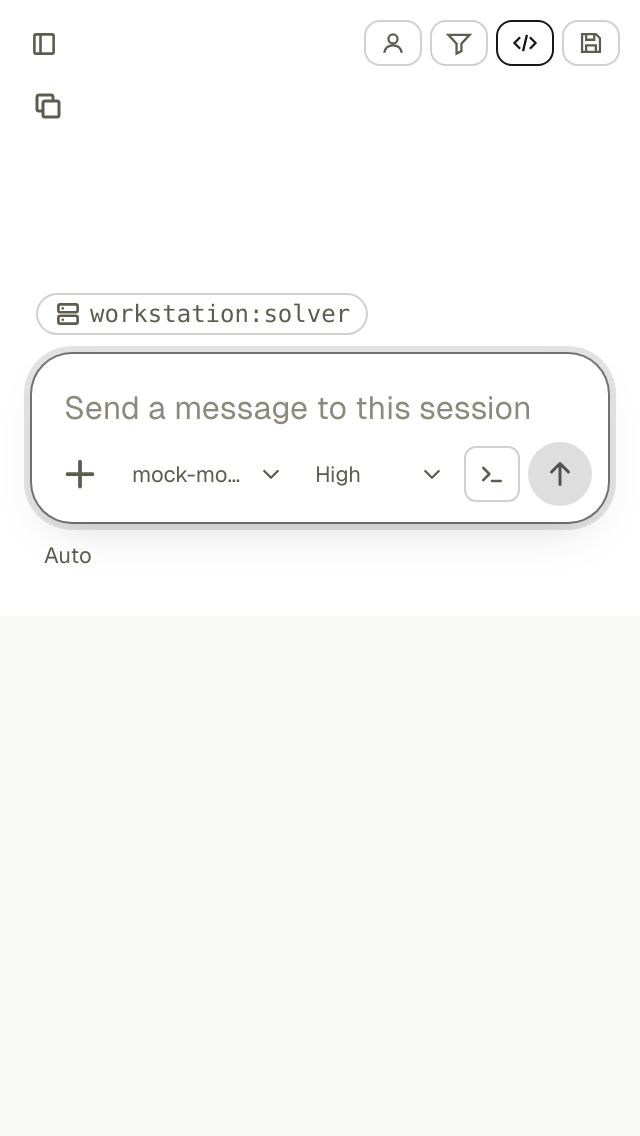 workstation:solver
Send a message to this session
mock-mo…
High
Auto